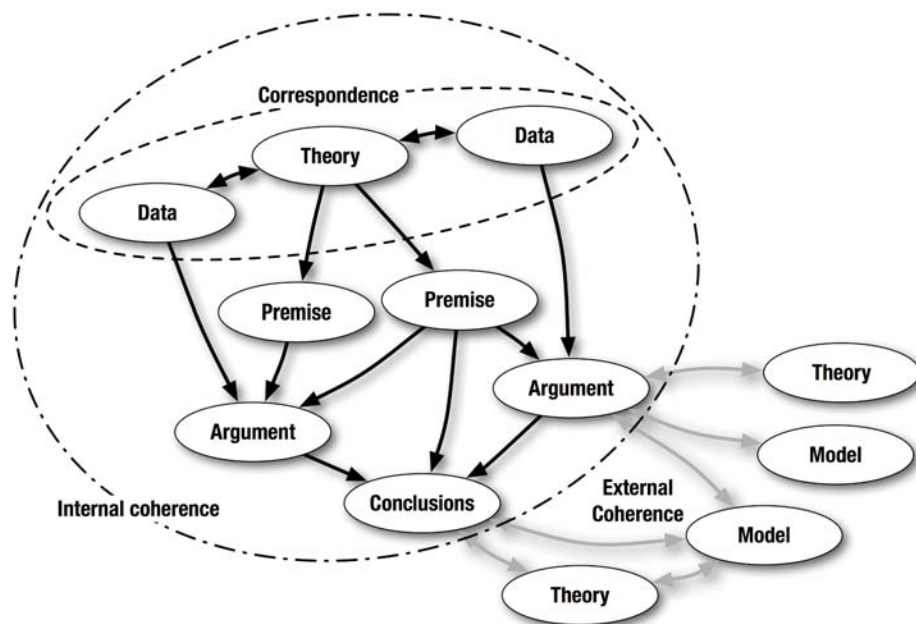 Correspondence
Data
Theory
Data
Premise
Premise
Argument
Theory
Argument
Model
Conclusions
Internal coherence
External
Coherence
Model
Theory